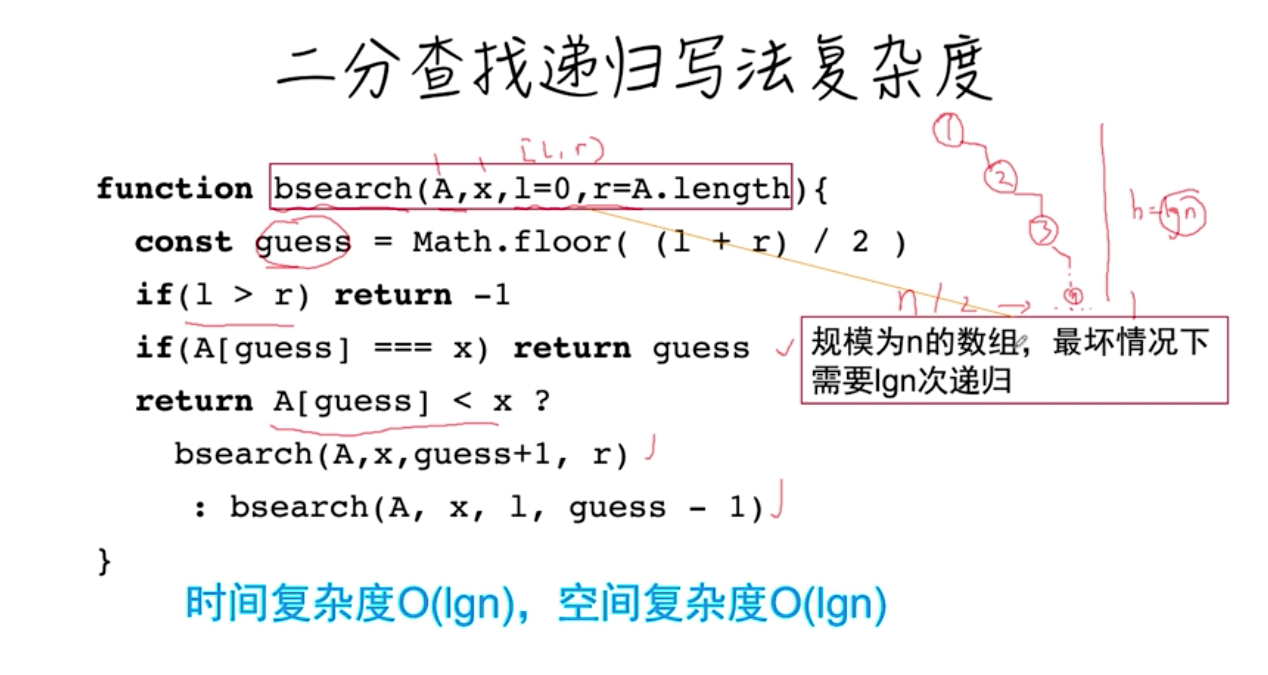 二分查找递归写法复杂度
[l,r)
function bsearch(A,x,l=0,r=A.length){
const guess = Math.floor( (l + r) / 2 )
if(l > r) return -1
if(A[guess] === x) return guess
return A[guess] < x ?
bsearch(A,x,guess+1, r)
: bsearch(A, x, l, guess - 1)
}
1
2
3
h=lgn
n/2 →
规模为n的数组，最坏情况下
需要lgn次递归
时间复杂度O(lgn)，空间复杂度O(lgn)